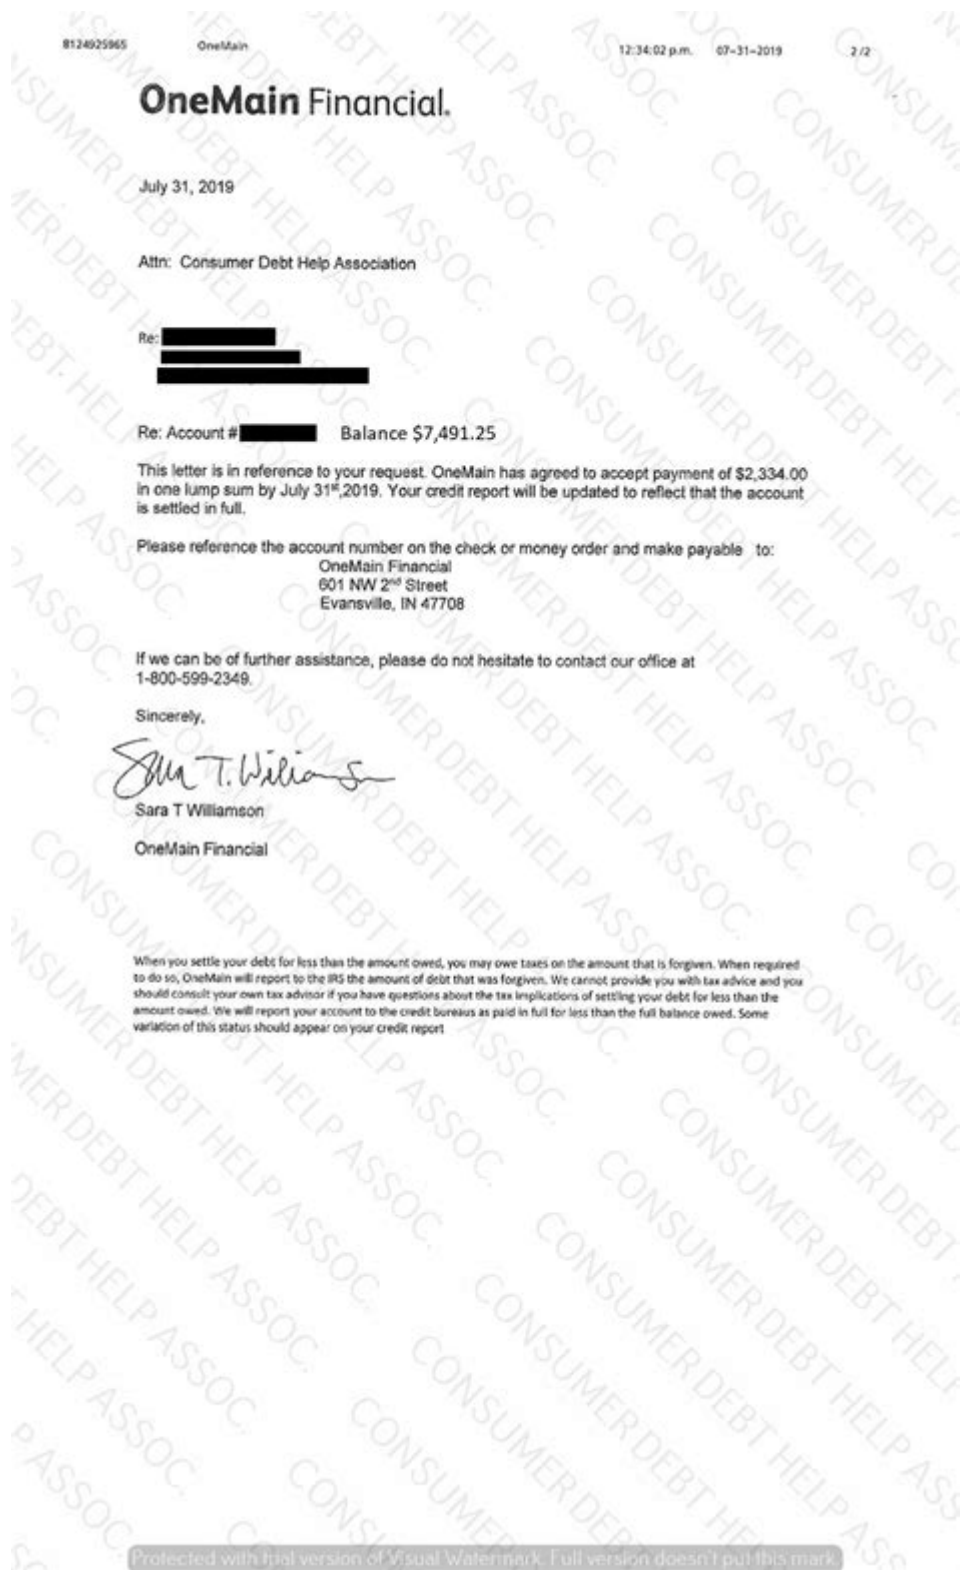 8124925965 OneMain 12:34:02 p.m. 07-31-2019 2/2
OneMain Financial.
July 31, 2019
Attn: Consumer Debt Help Association
Re:
Re: Account # Balance $7,491.25
This letter is in reference to your request. OneMain has agreed to accept payment of $2,334.00
in one lump sum by July 31st,2019. Your credit report will be updated to reflect that the account
is settled in full.
Please reference the account number on the check or money order and make payable to:
OneMain Financial
601 NW 2nd Street
Evansville, IN 47708
If we can be of further assistance, please do not hesitate to contact our office at
1-800-599-2349.
Sincerely,
Sara T. Williamson
Sara T Williamson
OneMain Financial
When you settle your debt for less than the amount owed, you may owe taxes on the amount that is forgiven. When required
to do so, OneMain will report to the IRS the amount of debt that was forgiven. We cannot provide you with tax advice and you
should consult your own tax advisor if you have questions about the tax implications of settling your debt for less than the
amount owed. We will report your account to the credit bureaus as paid in full for less than the full balance owed. Some
variation of this status should appear on your credit report
CONSUMER DEBT HELP ASSOC.
Protected with trial version of Visual Watermark. Full version doesn't put this mark.